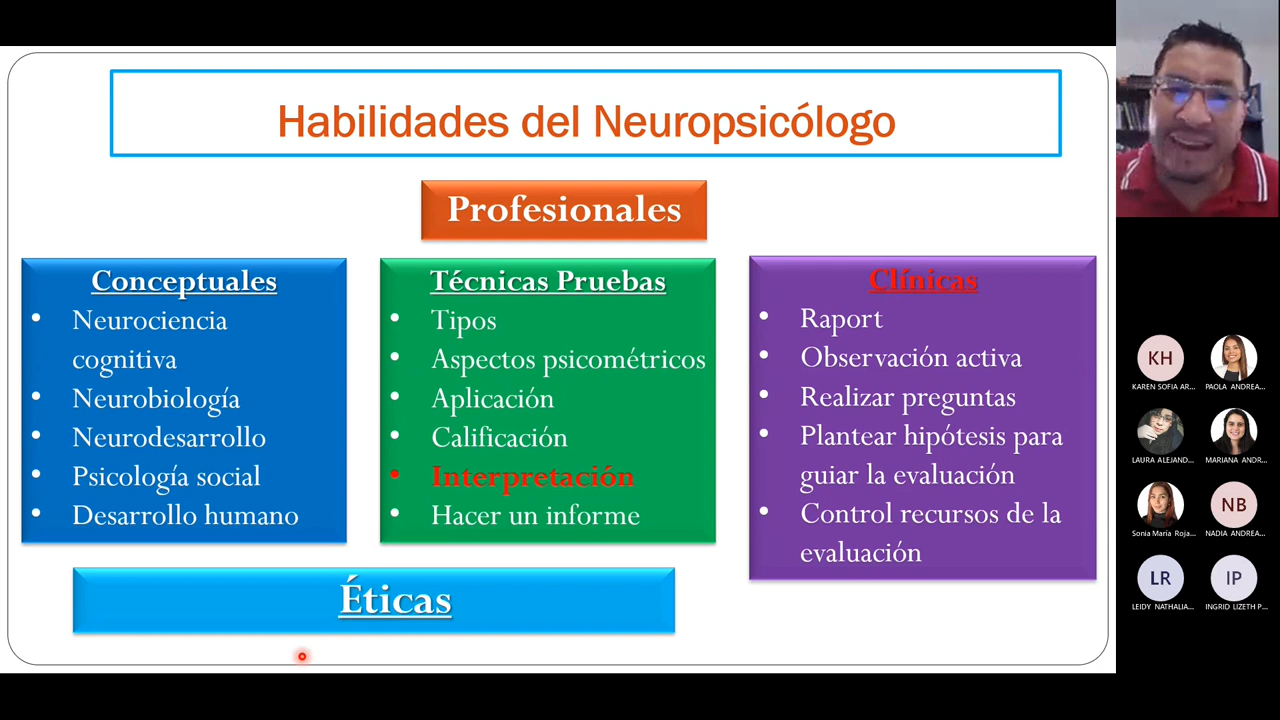 Habilidades del Neuropsicólogo
Profesionales
Conceptuales
• Neurociencia
cognitiva
• Neurobiología
• Neurodesarrollo
• Psicología social
• Desarrollo humano
Técnicas Pruebas
• Tipos
• Aspectos psicométricos
• Aplicación
• Calificación
• Interpretación
• Hacer un informe
Clínicas
• Raport
• Observación activa
• Realizar preguntas
• Plantear hipótesis para
guiar la evaluación
• Control recursos de la
evaluación
Éticas
KH
KAREN SOFIA AR...
PAOLA ANDREA...
LAURA ALEJAND...
MARIANA ANDR...
Sonia María Roja...
NB
NADIA ANDREA...
LR
LEIDY NATHALIA...
IP
INGRID LIZETH P...